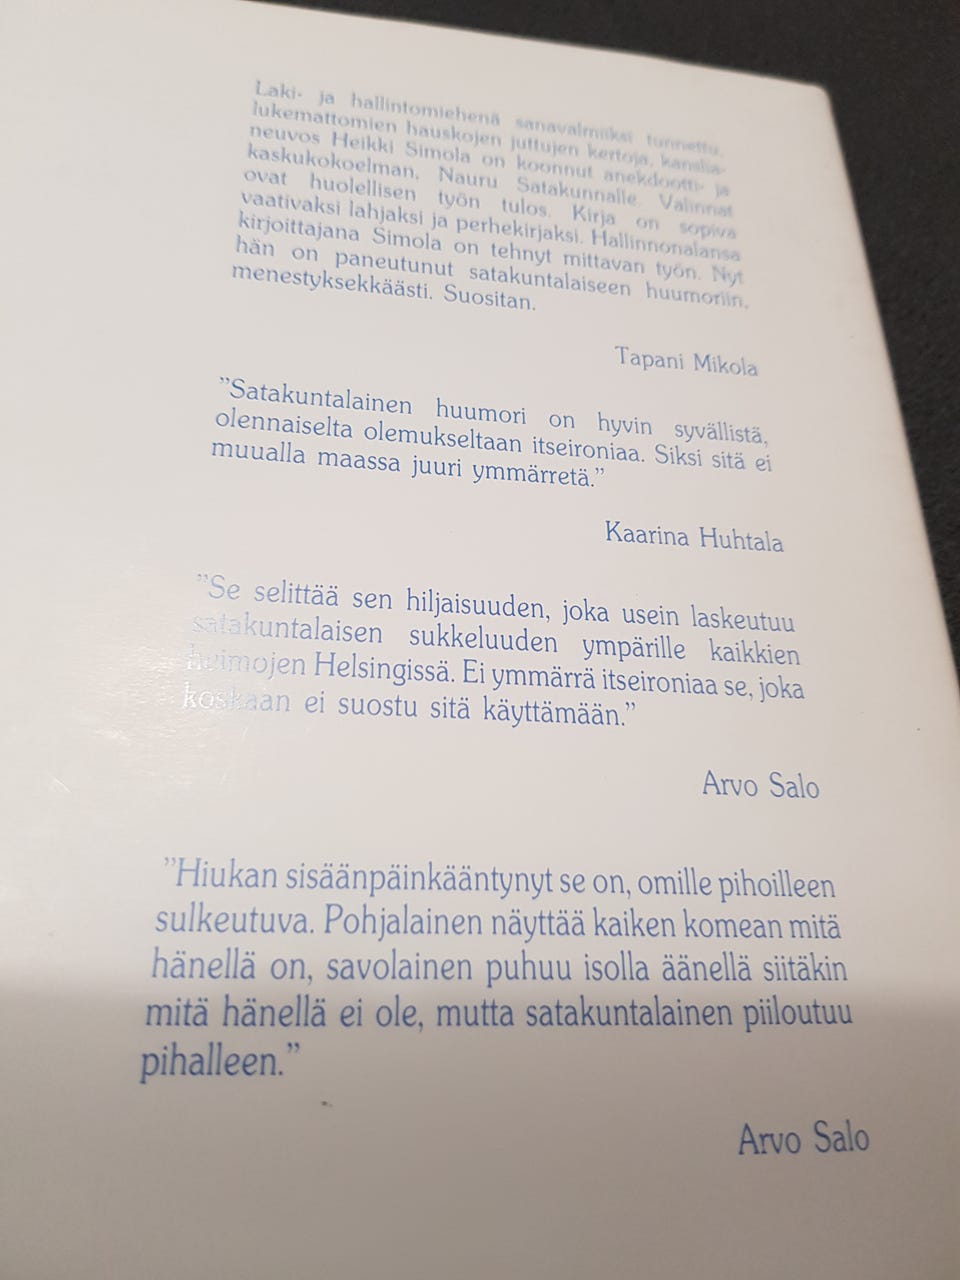 Laki- ja hallintomiehenä sanavalmiiksi tunnettu,
lukemattomien hauskojen juttujen kertoja, kanslia-
neuvos Heikki Simola on koonnut anekdootti- ja
kaskukokoelman, Nauru Satakunnalle. Valinnat
ovat huolellisen työn tulos. Kirja on sopiva
vaativaksi lahjaksi ja perhekirjaksi. Hallinnonalansa
kirjoittajana Simola on tehnyt mittavan työn. Nyt
hän on paneutunut satakuntalaiseen huumoriin,
menestyksekkäästi. Suositan.
Tapani Mikola
”Satakuntalainen huumori on hyvin syvällistä,
olennaiselta olemukseltaan itseironiaa. Siksi sitä ei
muualla maassa juuri ymmärretä.”
Kaarina Huhtala
”Se selittää sen hiljaisuuden, joka usein laskeutuu
satakuntalaisen sukkeluuden ympärille kaikkien
huimojen Helsingissä. Ei ymmärrä itseironiaa se, joka
koskaan ei suostu sitä käyttämään.”
Arvo Salo
”Hiukan sisäänpäinkääntynyt se on, omille pihoilleen
sulkeutuva. Pohjalainen näyttää kaiken komean mitä
hänellä on, savolainen puhuu isolla äänellä siitäkin
mitä hänellä ei ole, mutta satakuntalainen piiloutuu
pihalleen.”
Arvo Salo